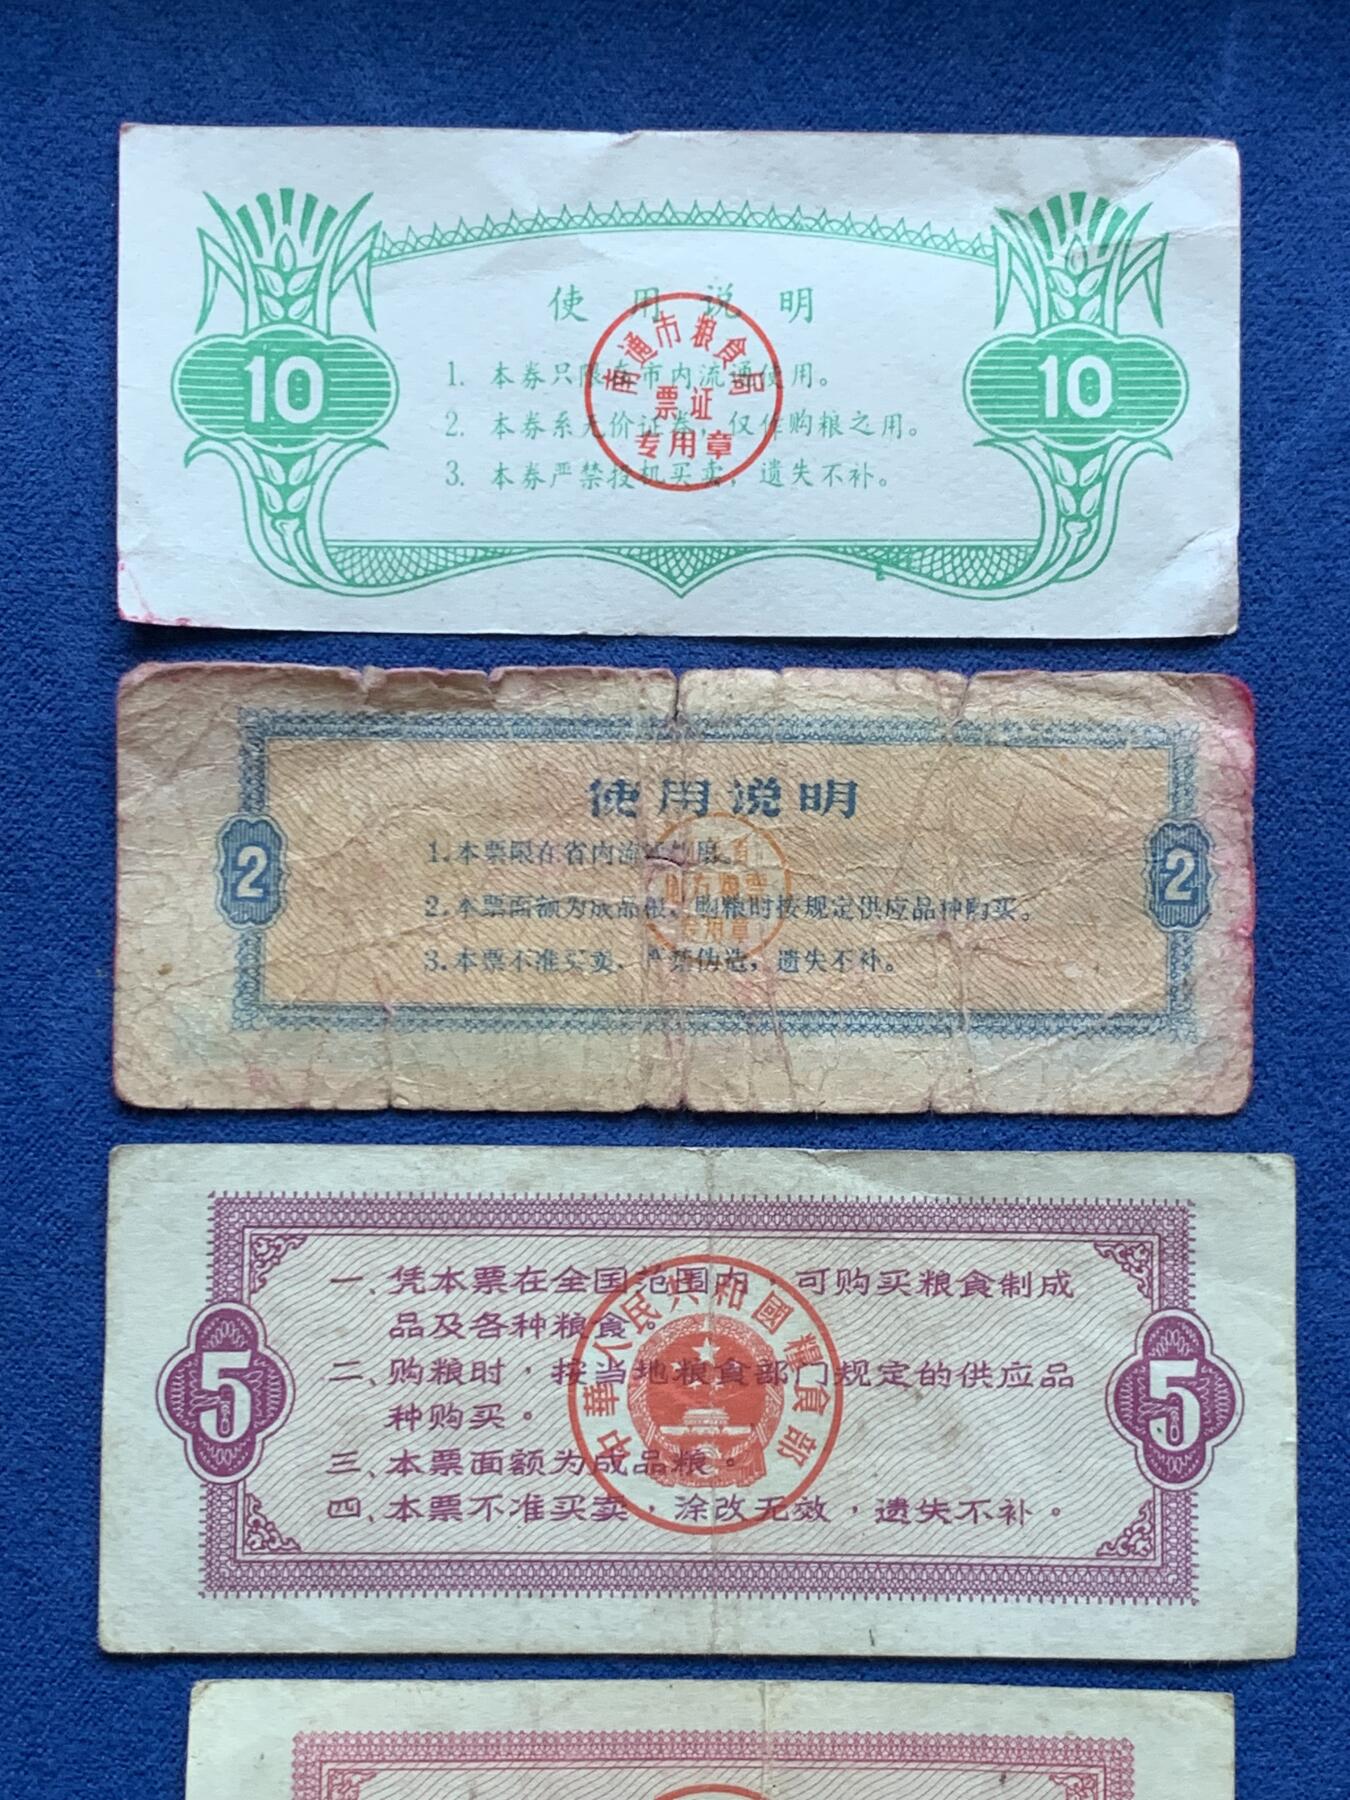 使用说明
10
10
南通市粮食局
票证
专用章
1. 本券只限在市内流通使用。
2. 本券系无价证券，仅作购粮之用。
3. 本券严禁投机买卖，遗失不补。
使用说明
2
2
1.本票限在省内流通使用。
2.本票面额为成品粮、购粮时按规定供应品种购买。
3.本票不准买卖、严禁伪造，遗失不补。
地方粮票
专用章
5
5
中華人民共和國糧食部
一、凭本票在全国范围内，可购买粮食制成
品及各种粮食。
二、购粮时，按当地粮食部门规定的供应品
种购买。
三、本票面额为成品粮。
四、本票不准买卖，涂改无效，遗失不补。